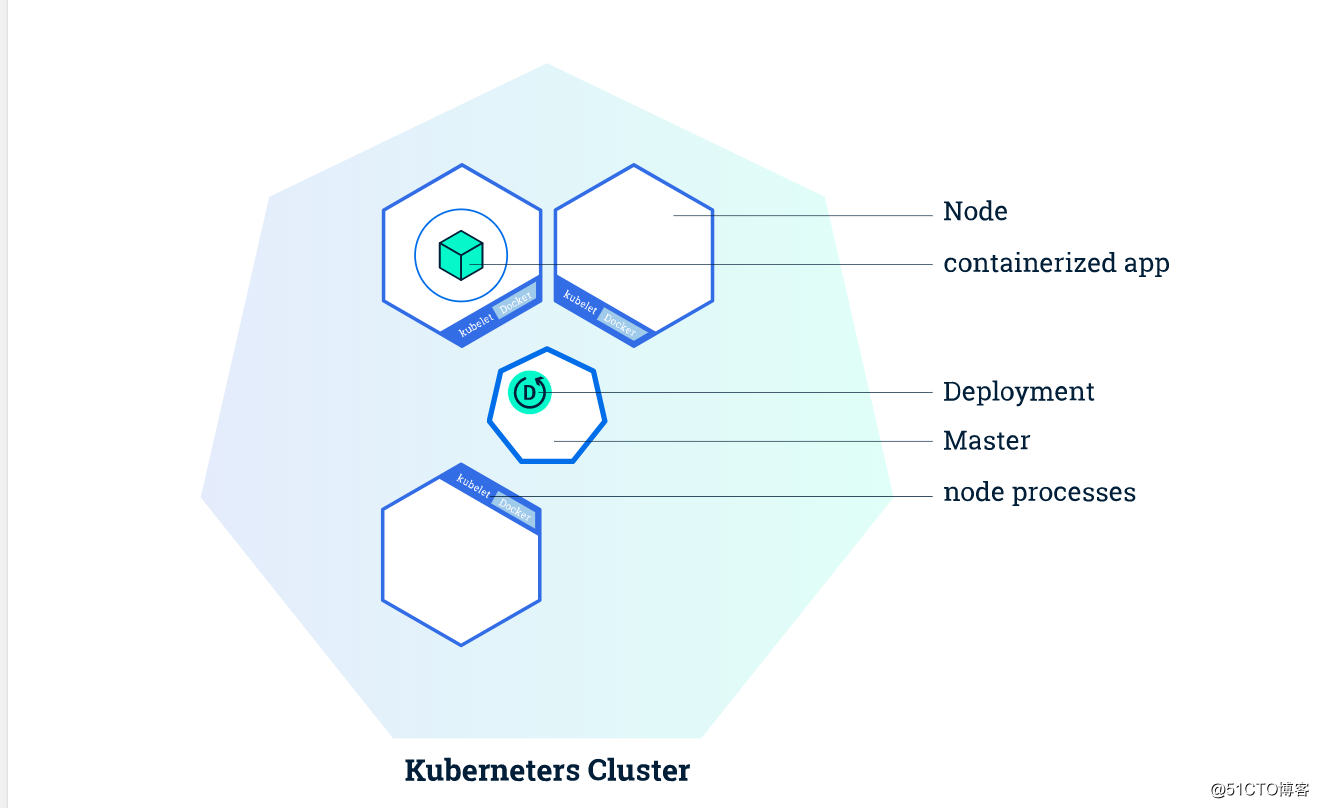 Node
containerized app
kubelet Docker
kubelet Docker
D
Deployment
Master
kubelet Docker
node processes
Kuberneters Cluster
@51CTO博客